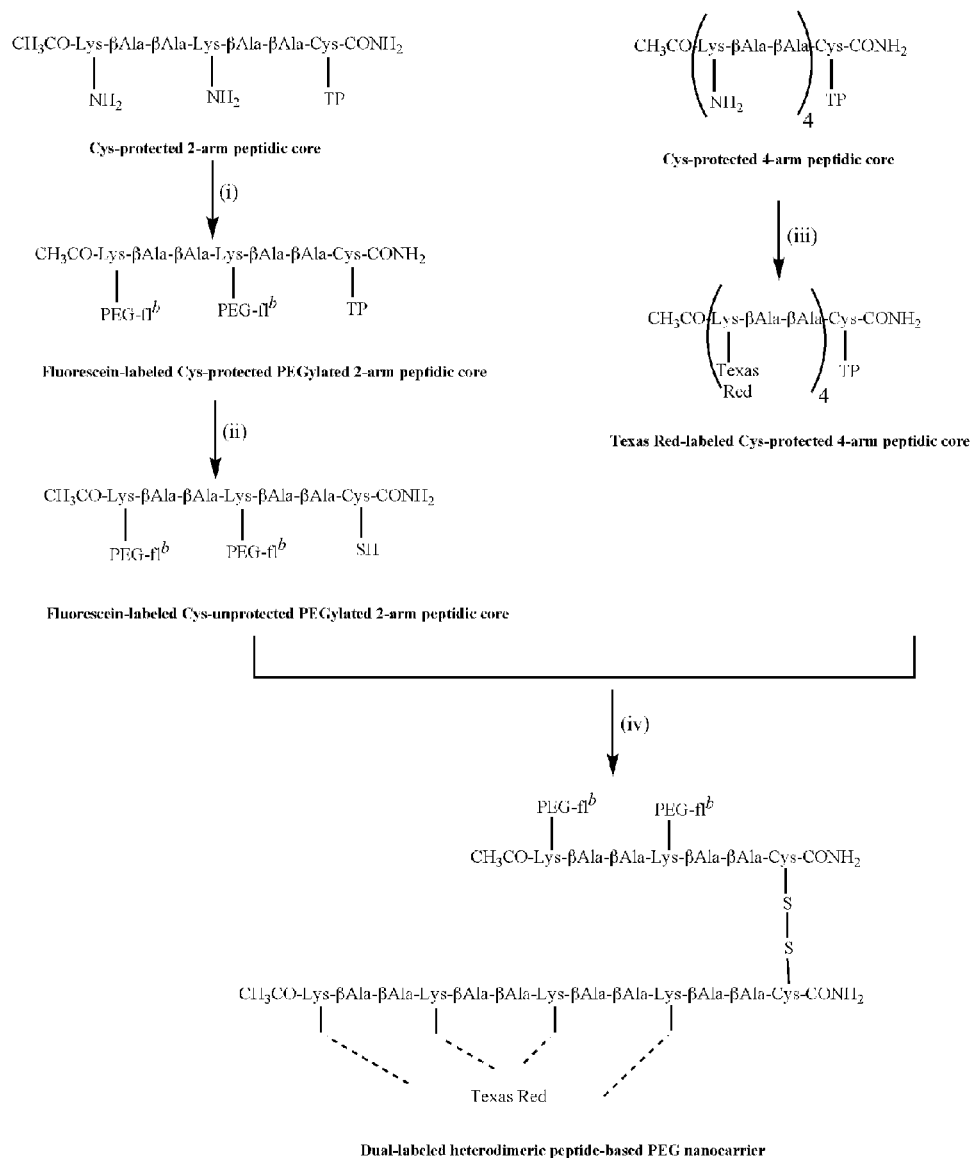 CH₃CO-Lys-βAla-βAla-Lys-βAla-βAla-Cys-CONH₂
NH₂ NH₂ TP
Cys-protected 2-arm peptidic core
(i)
CH₃CO-Lys-βAla-βAla-Lys-βAla-βAla-Cys-CONH₂
PEG-flᵇ PEG-flᵇ TP
Fluorescein-labeled Cys-protected PEGylated 2-arm peptidic core
(ii)
CH₃CO-Lys-βAla-βAla-Lys-βAla-βAla-Cys-CONH₂
PEG-flᵇ PEG-flᵇ SH
Fluorescein-labeled Cys-unprotected PEGylated 2-arm peptidic core
CH₃CO-(Lys-βAla-βAla)-Cys-CONH₂
NH₂ 4 TP
Cys-protected 4-arm peptidic core
(iii)
CH₃CO-(Lys-βAla-βAla)-Cys-CONH₂
Texas TP
Red 4
Texas Red-labeled Cys-protected 4-arm peptidic core
(iv)
PEG-flᵇ PEG-flᵇ
CH₃CO-Lys-βAla-βAla-Lys-βAla-βAla-Cys-CONH₂
S
S
CH₃CO-Lys-βAla-βAla-Lys-βAla-βAla-Lys-βAla-βAla-Lys-βAla-βAla-Cys-CONH₂
Texas Red
Dual-labeled heterodimeric peptide-based PEG nanocarrier